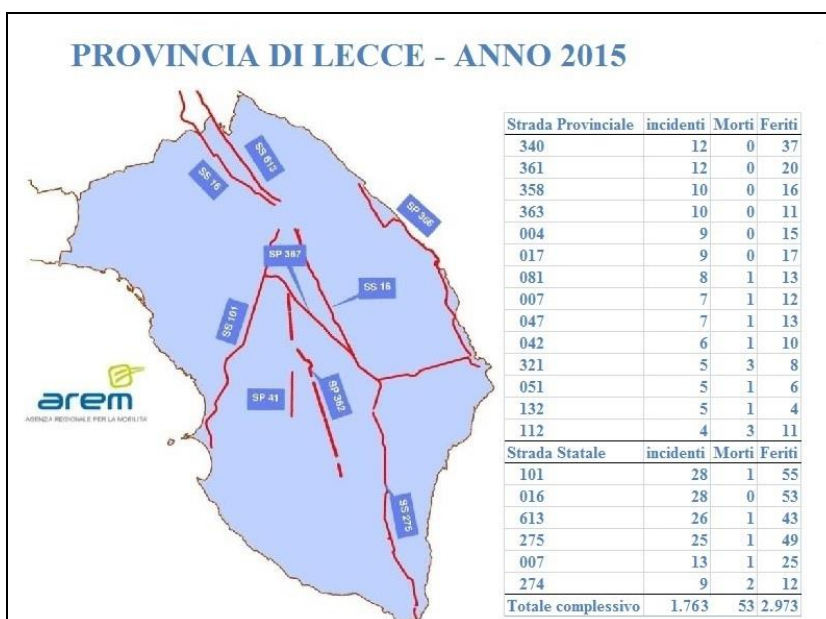 PROVINCIA DI LECCE - ANNO 2015
SS 613
SS 16
SP 366
SP 367
SS 16
SS 101
SP 41
SP 362
SS 275
arem
AGENZIA REGIONALE PER LA MOBILITA'
Strada Provinciale incidenti Morti Feriti
340 12 0 37
361 12 0 20
358 10 0 16
363 10 0 11
004 9 0 15
017 9 0 17
081 8 1 13
007 7 1 12
047 7 1 13
042 6 1 10
321 5 3 8
051 5 1 6
132 5 1 4
112 4 3 11
Strada Statale incidenti Morti Feriti
101 28 1 55
016 28 0 53
613 26 1 43
275 25 1 49
007 13 1 25
274 9 2 12
Totale complessivo 1.763 53 2.973